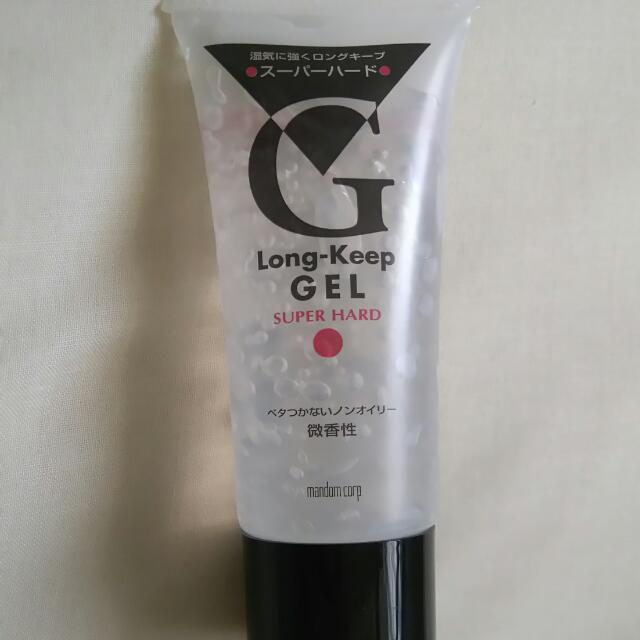 湿気に強くロングキープ
●スーパーハード●
G
Long-Keep
GEL
SUPER HARD
ベタつかないノンオイリー
微香性
mandom corp